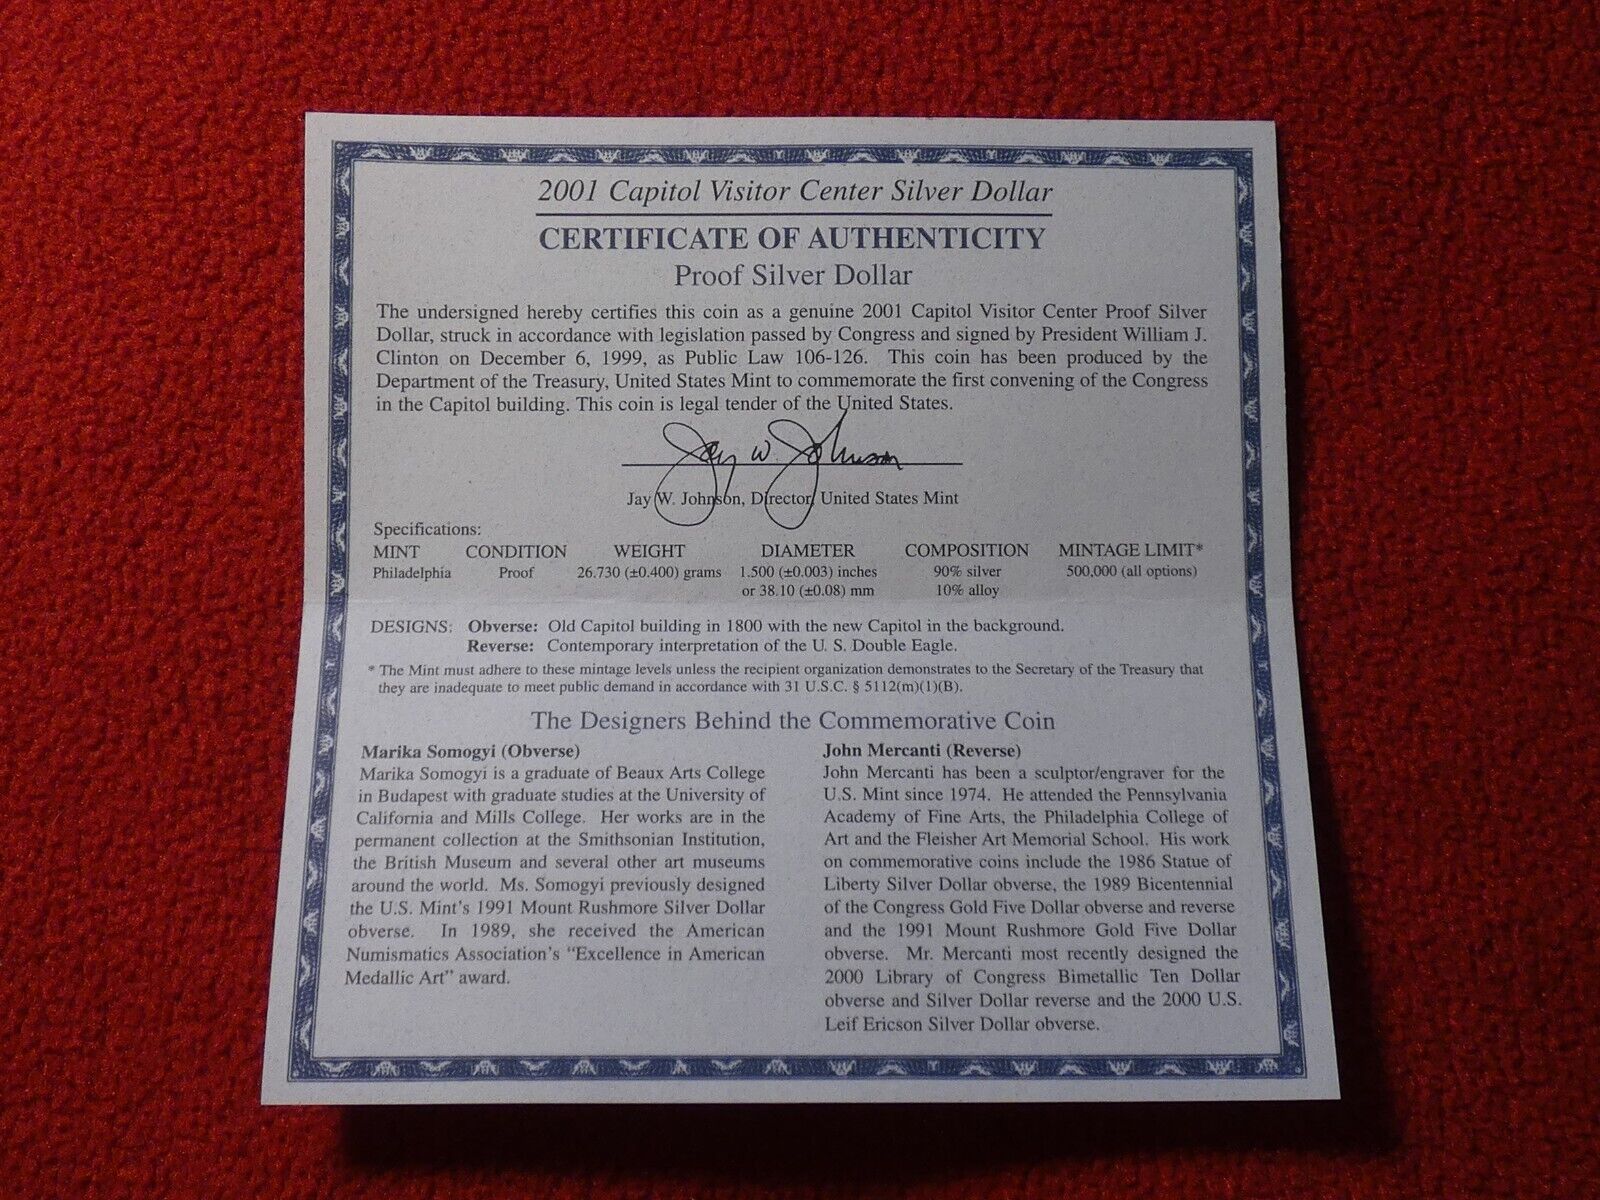 2001 Capitol Visitor Center Silver Dollar
CERTIFICATE OF AUTHENTICITY
Proof Silver Dollar
The undersigned hereby certifies this coin as a genuine 2001 Capitol Visitor Center Proof Silver
Dollar, struck in accordance with legislation passed by Congress and signed by President William J.
Clinton on December 6, 1999, as Public Law 106-126. This coin has been produced by the
Department of the Treasury, United States Mint to commemorate the first convening of the Congress
in the Capitol building. This coin is legal tender of the United States.
Jay W. Johnson
Jay W. Johnson, Director, United States Mint
Specifications:
MINT CONDITION WEIGHT DIAMETER COMPOSITION MINTAGE LIMIT*
Philadelphia Proof 26.730 (±0.400) grams 1.500 (±0.003) inches 90% silver 500,000 (all options)
or 38.10 (±0.08) mm 10% alloy
DESIGNS: Obverse: Old Capitol building in 1800 with the new Capitol in the background.
Reverse: Contemporary interpretation of the U. S. Double Eagle.
* The Mint must adhere to these mintage levels unless the recipient organization demonstrates to the Secretary of the Treasury that
they are inadequate to meet public demand in accordance with 31 U.S.C. § 5112(m)(1)(B).
The Designers Behind the Commemorative Coin
Marika Somogyi (Obverse)
Marika Somogyi is a graduate of Beaux Arts College
in Budapest with graduate studies at the University of
California and Mills College. Her works are in the
permanent collection at the Smithsonian Institution,
the British Museum and several other art museums
around the world. Ms. Somogyi previously designed
the U.S. Mint's 1991 Mount Rushmore Silver Dollar
obverse. In 1989, she received the American
Numismatics Association's "Excellence in American
Medallic Art" award.
John Mercanti (Reverse)
John Mercanti has been a sculptor/engraver for the
U.S. Mint since 1974. He attended the Pennsylvania
Academy of Fine Arts, the Philadelphia College of
Art and the Fleisher Art Memorial School. His work
on commemorative coins include the 1986 Statue of
Liberty Silver Dollar obverse, the 1989 Bicentennial
of the Congress Gold Five Dollar obverse and reverse
and the 1991 Mount Rushmore Gold Five Dollar
obverse. Mr. Mercanti most recently designed the
2000 Library of Congress Bimetallic Ten Dollar
obverse and Silver Dollar reverse and the 2000 U.S.
Leif Ericson Silver Dollar obverse.